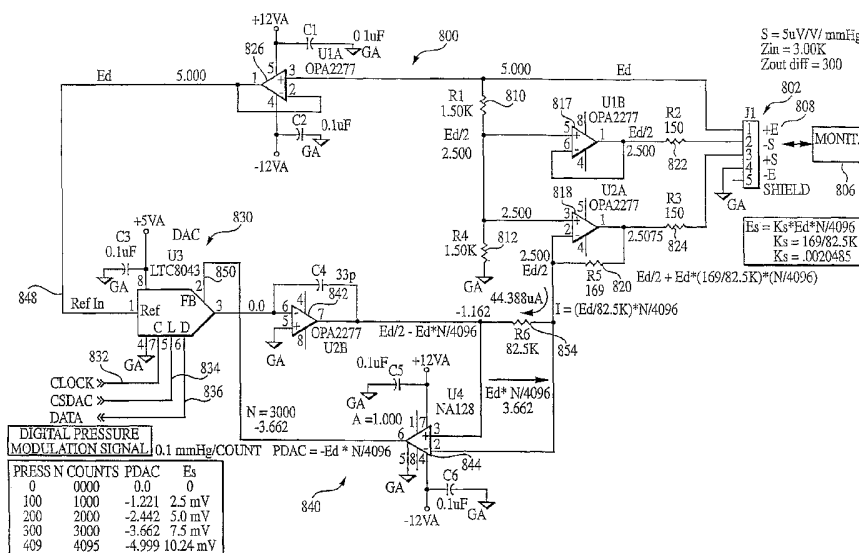 +12VA
C1
0.1uF
826
U1A
GA
OPA2277
800
Ed
5.000
1
5
3
2
4
5.000
Ed
C2
0.1uF
GA
-12VA
S = 5uV/V/ mmHg
Zin = 3.00K
Zout diff = 300
R1
1.50K
810
817
U1B
OPA2277
8
5
6
4
1
Ed/2
2.500
2.500
R2
150
822
J1
802
808
1
2
3
4
5
+E
-S
+S
-E
SHIELD
GA
MONIT.
806
U2A
818
OPA2277
5
3
2
4
1
2.500
2.5075
R3
150
824
R4
1.50K
812
GA
2.500
Ed/2
R5
169
820
Ed/2 + Ed*(169/82.5K)*(N/4096)
Es = Ks*Ed*N/4096
Ks = 169/82.5K
Ks = .0020485
+5VA
DAC
830
C3
0.1uF
U3
LTC8043
850
GA
8
2
848
Ref In
1
Ref
FB
3
0.0
C L D
4 7 5 6
GA
C4
33p
842
6
5
4
8
7
OPA2277
U2B
GA
44.388uA
-1.162
I = (Ed/82.5K)*N/4096
Ed/2 - Ed*N/4096
R6
82.5K
854
832
834
836
CLOCK
CSDAC
DATA
+12VA
C5
0.1uF
GA
U4
NA128
Ed* N/4096
3.662
N = 3000
-3.662
A = 1.000
1
7
3
2
6
5
8
4
844
GA
C6
0.1uF
GA
-12VA
840
DIGITAL PRESSURE
MODULATION SIGNAL
0.1 mmHg/COUNT PDAC = -Ed * N/4096
PRESS N COUNTS PDAC Es
0 0000 0.0 0
100 1000 -1.221 2.5 mV
200 2000 -2.442 5.0 mV
300 3000 -3.662 7.5 mV
409 4095 -4.999 10.24 mV